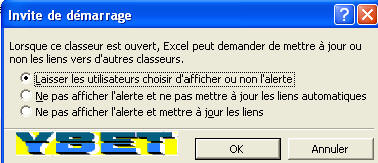 Invite de démarrage
Lorsque ce classeur est ouvert, Excel peut demander de mettre à jour ou
non les liens vers d'autres classeurs.
Laisser les utilisateurs choisir d'afficher ou non l'alerte
Ne pas afficher l'alerte et ne pas mettre à jour les liens automatiques
Ne pas afficher l'alerte et mettre à jour les liens
YBET
OK
Annuler